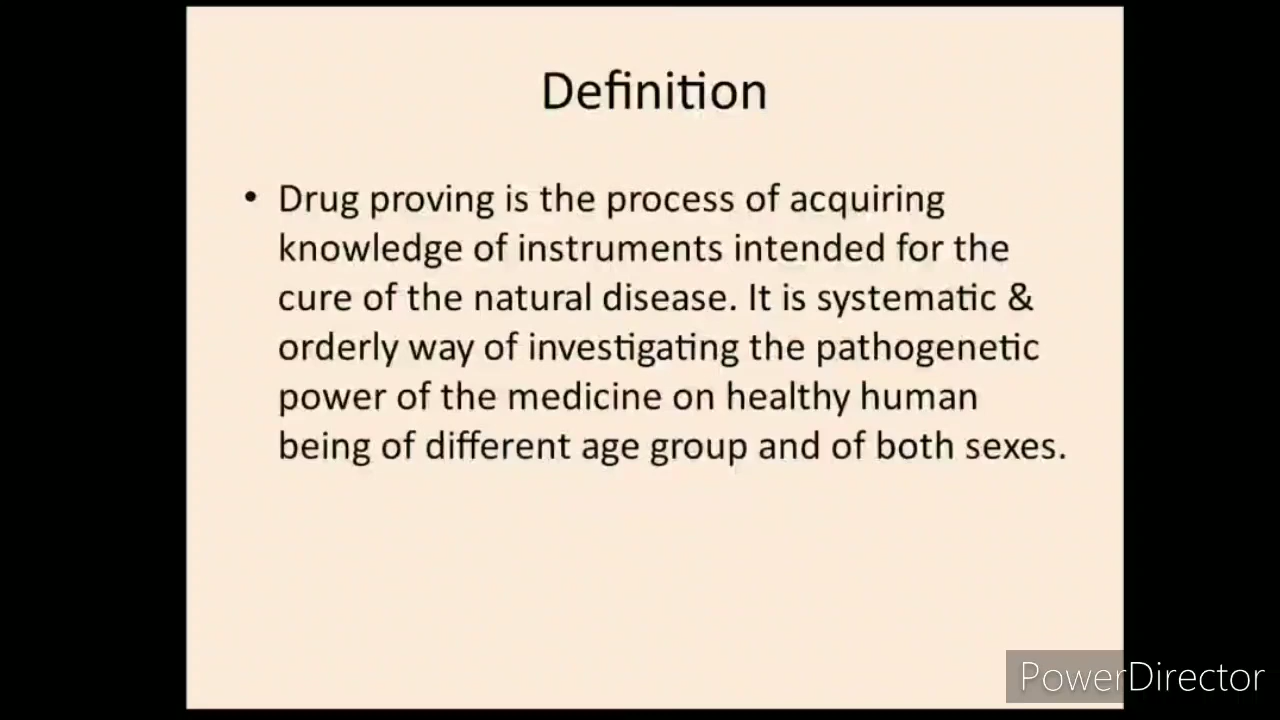 Definition
• Drug proving is the process of acquiring
knowledge of instruments intended for the
cure of the natural disease. It is systematic &
orderly way of investigating the pathogenetic
power of the medicine on healthy human
being of different age group and of both sexes.
PowerDirector